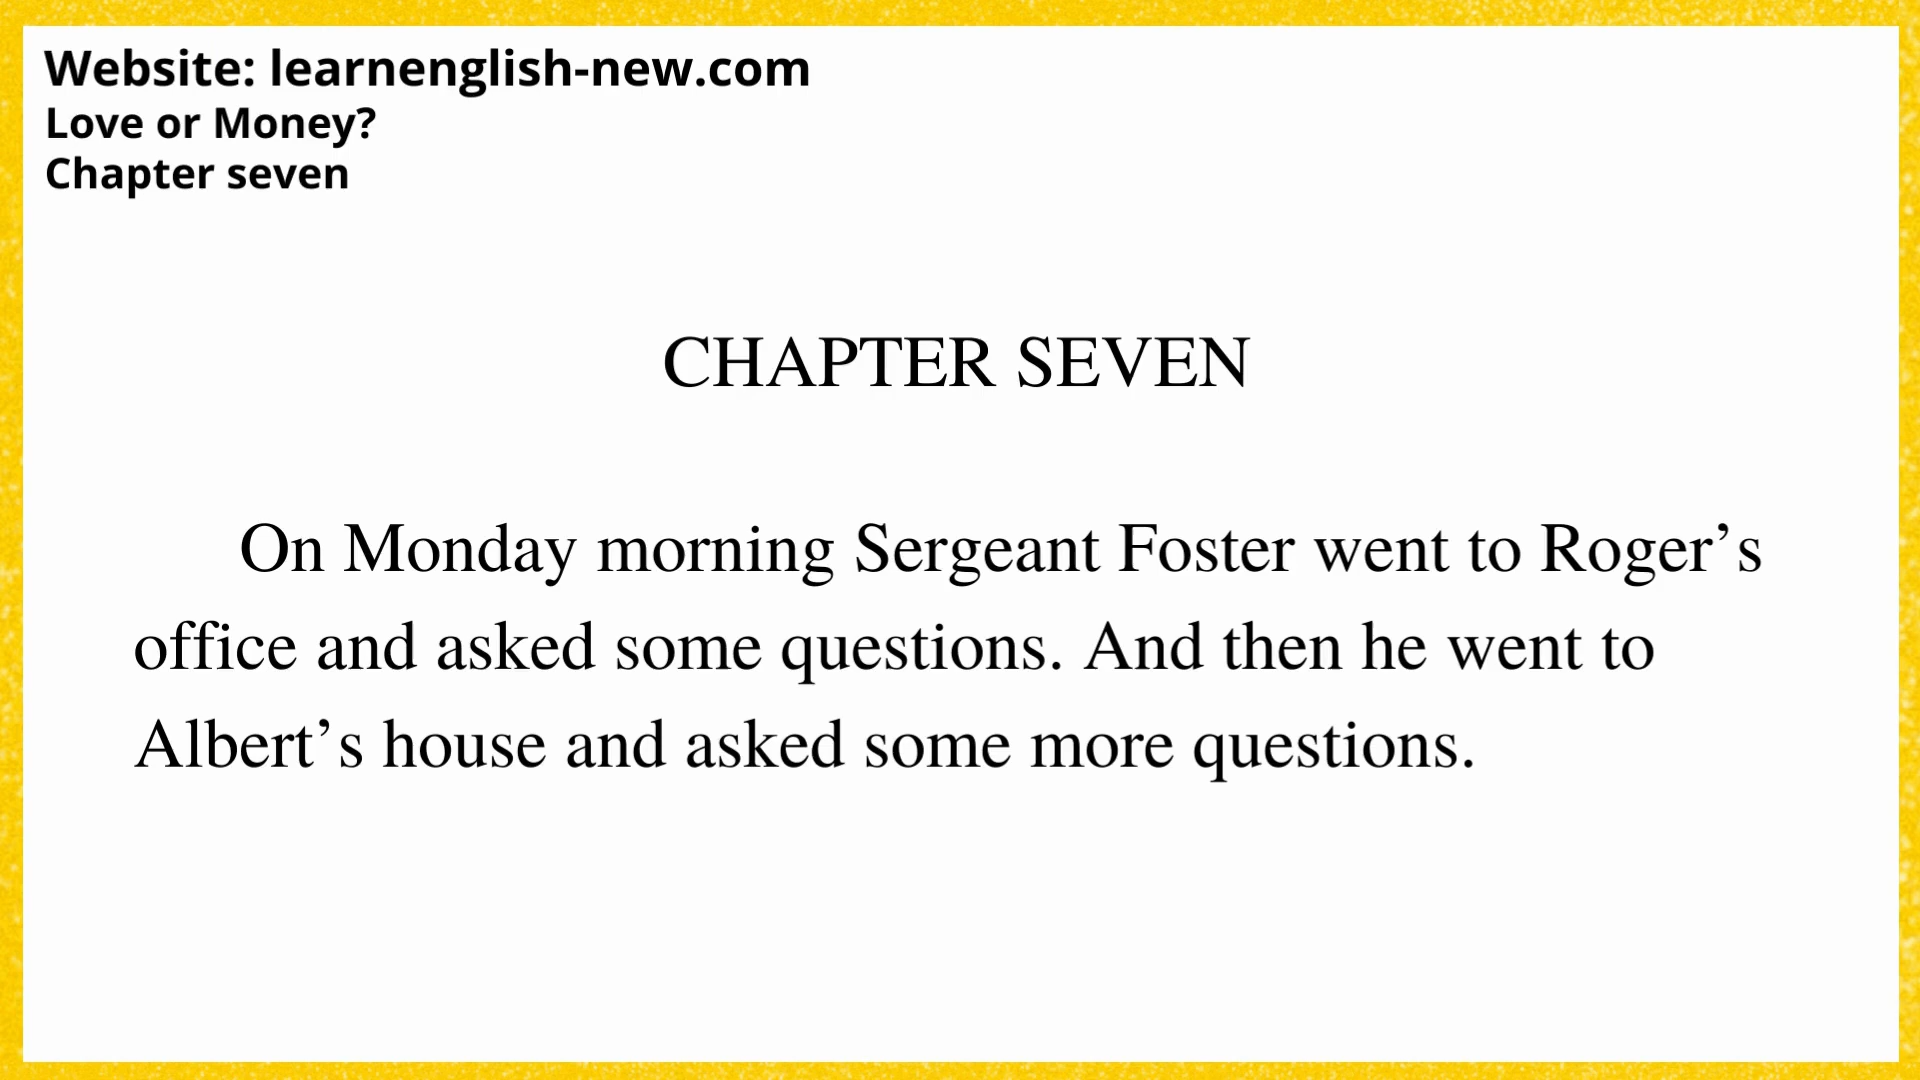 Website: learnenglish-new.com
Love or Money?
Chapter seven
CHAPTER SEVEN
On Monday morning Sergeant Foster went to Roger’s
office and asked some questions. And then he went to
Albert’s house and asked some more questions.